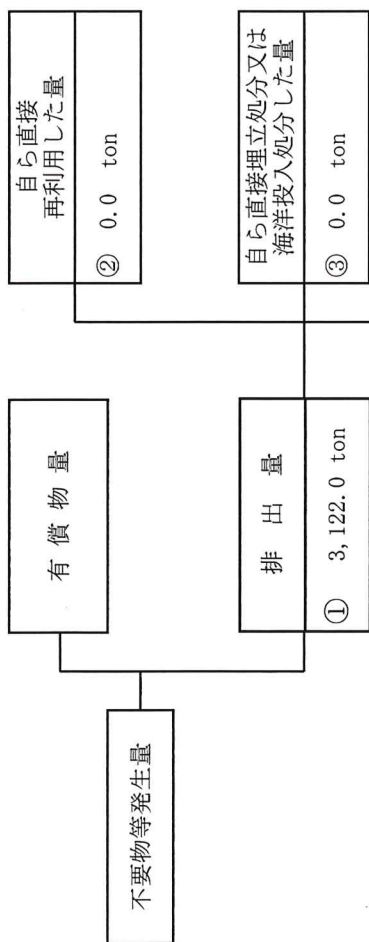 不要物等発生量
有償物量
排出量
① 3,122.0 ton
自ら直接
再利用した量
② 0.0 ton
自ら直接埋立処分又は
海洋投入処分した量
③ 0.0 ton